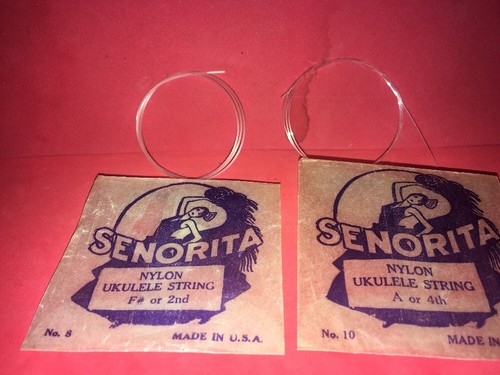 SENORITA
NYLON
UKULELE STRING
F# or 2nd
No. 8 MADE IN U.S.A.
SENORITA
NYLON
UKULELE STRING
A or 4th
No. 10 MADE IN